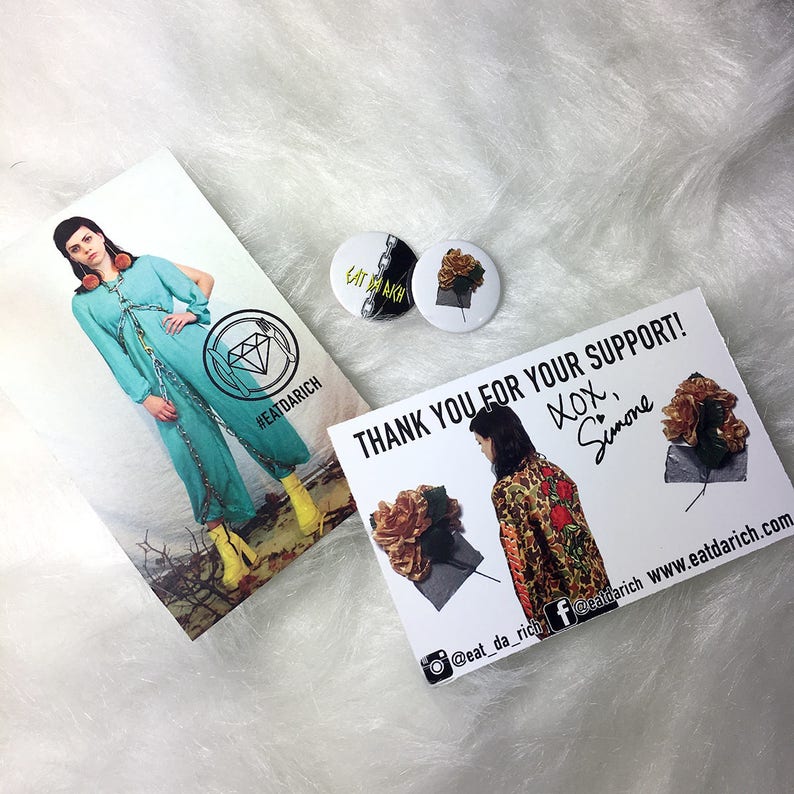 EAT DA RICH
#EATDARICH
THANK YOU FOR YOUR SUPPORT!
XOX,
Simone
www.eatdarich.com
@eatdarich
@eat_da_rich